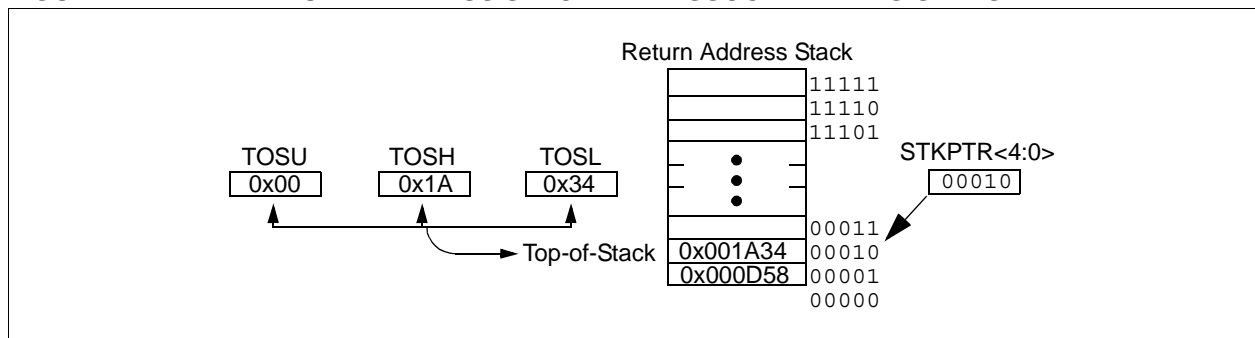 Return Address Stack
11111
11110
11101
TOSU TOSH TOSL STKPTR<4:0>
0x00 0x1A 0x34 00010
00011
Top-of-Stack 0x001A34 00010
0x000D58 00001
00000